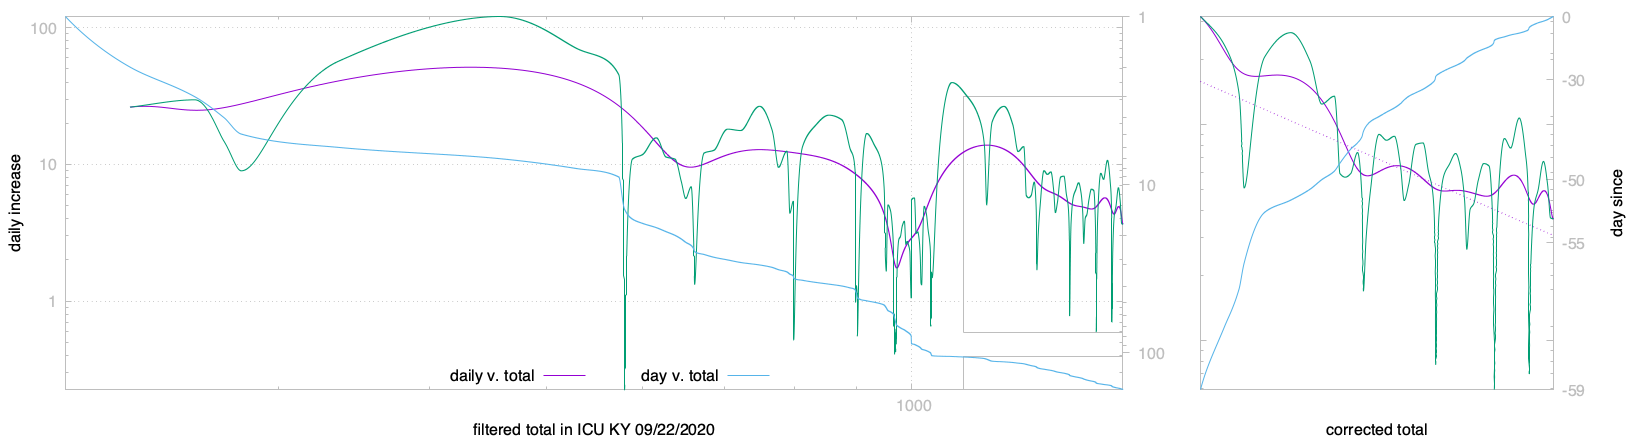 100
10
1
daily increase
daily v. total
day v. total
1
10
100
1000
filtered total in ICU KY 09/22/2020
0
-30
-50
-55
-59
day since
corrected total